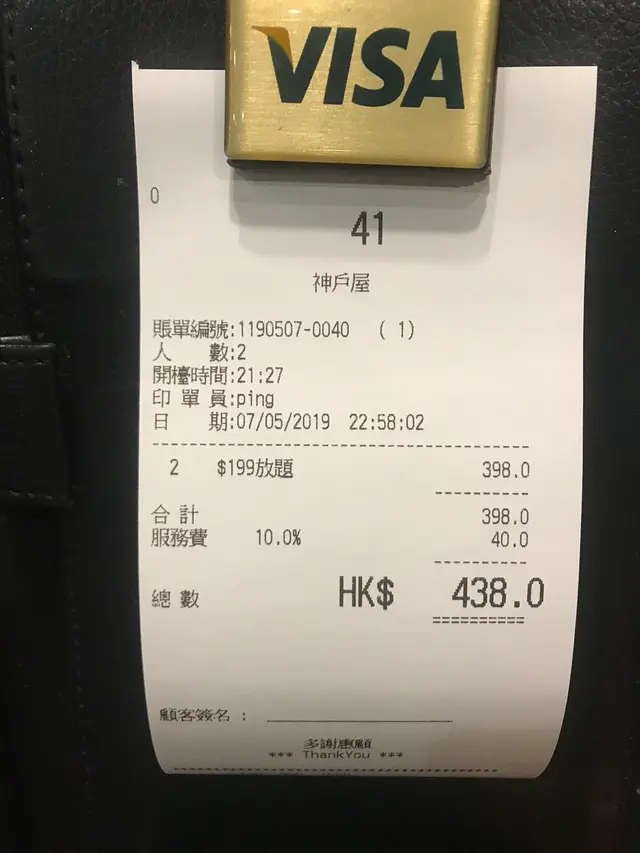 VISA
0
41
神戶屋
賬單編號:1190507-0040 ( 1)
人 數:2
開檯時間:21:27
印 單 員:ping
日 期:07/05/2019 22:58:02
2 $199放題 398.0
合 計 398.0
服務費 10.0% 40.0
總 數 HK$ 438.0
顧客簽名 :
多謝惠顧
*** ThankYou ***